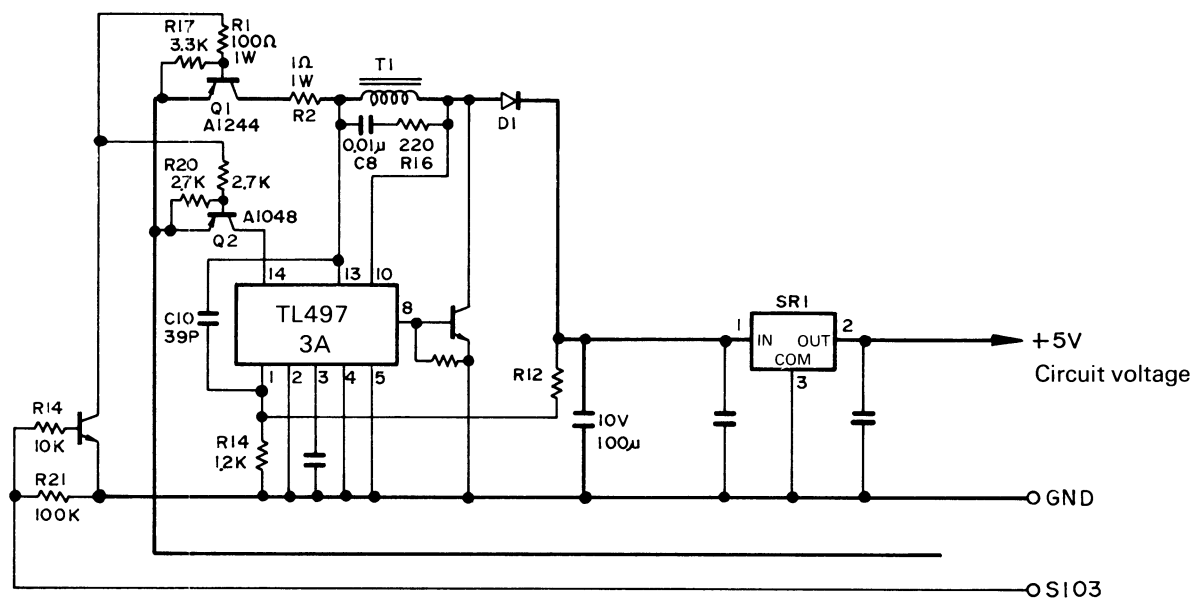 R17
3.3K
R1
100Ω
1W
Q1
A1244
1Ω
1W
R2
T1
0.01μ
C8
220
R16
D1
R20
2.7K
2.7K
A1048
Q2
14
13
10
TL497
3A
8
C10
39P
1
2
3
4
5
R12
10V
100μ
SR1
1
IN
OUT
COM
2
3
+5V
Circuit voltage
R14
10K
R14
1.2K
R21
100K
GND
S103